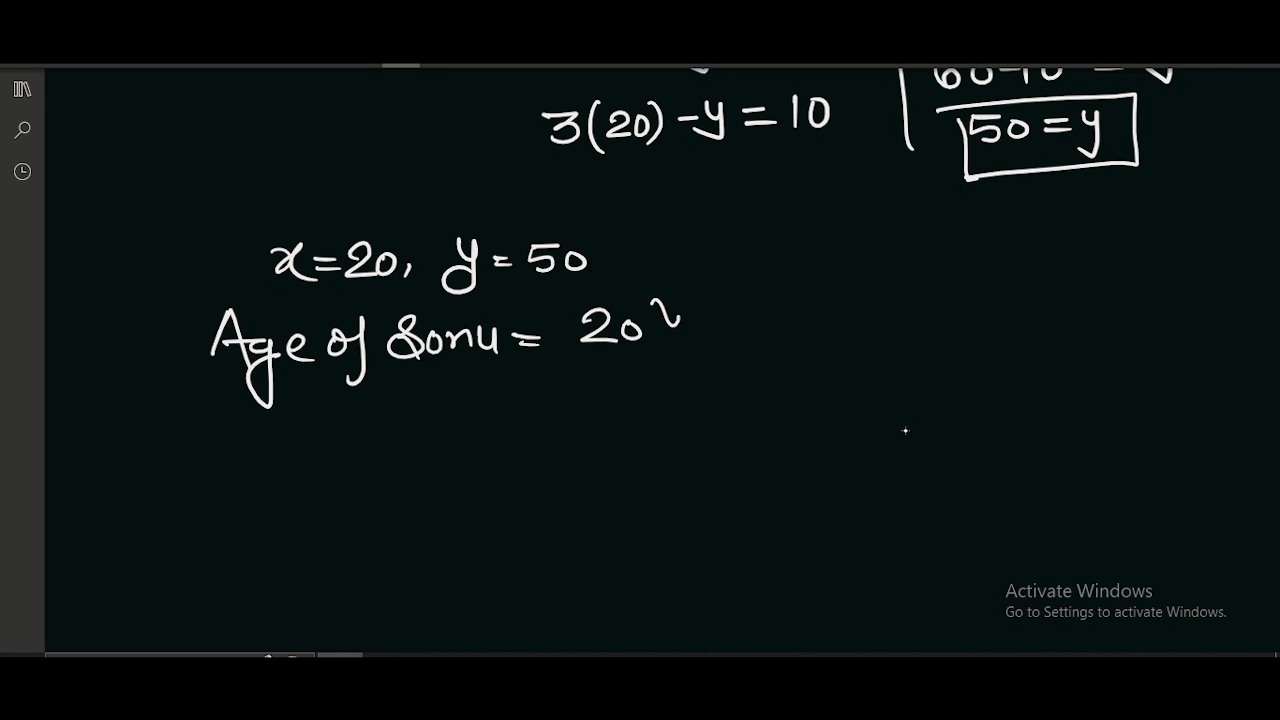 3(20) -y = 10
50 = y
x=20, y = 50
Age of Sonu = 20
Activate Windows
Go to Settings to activate Windows.